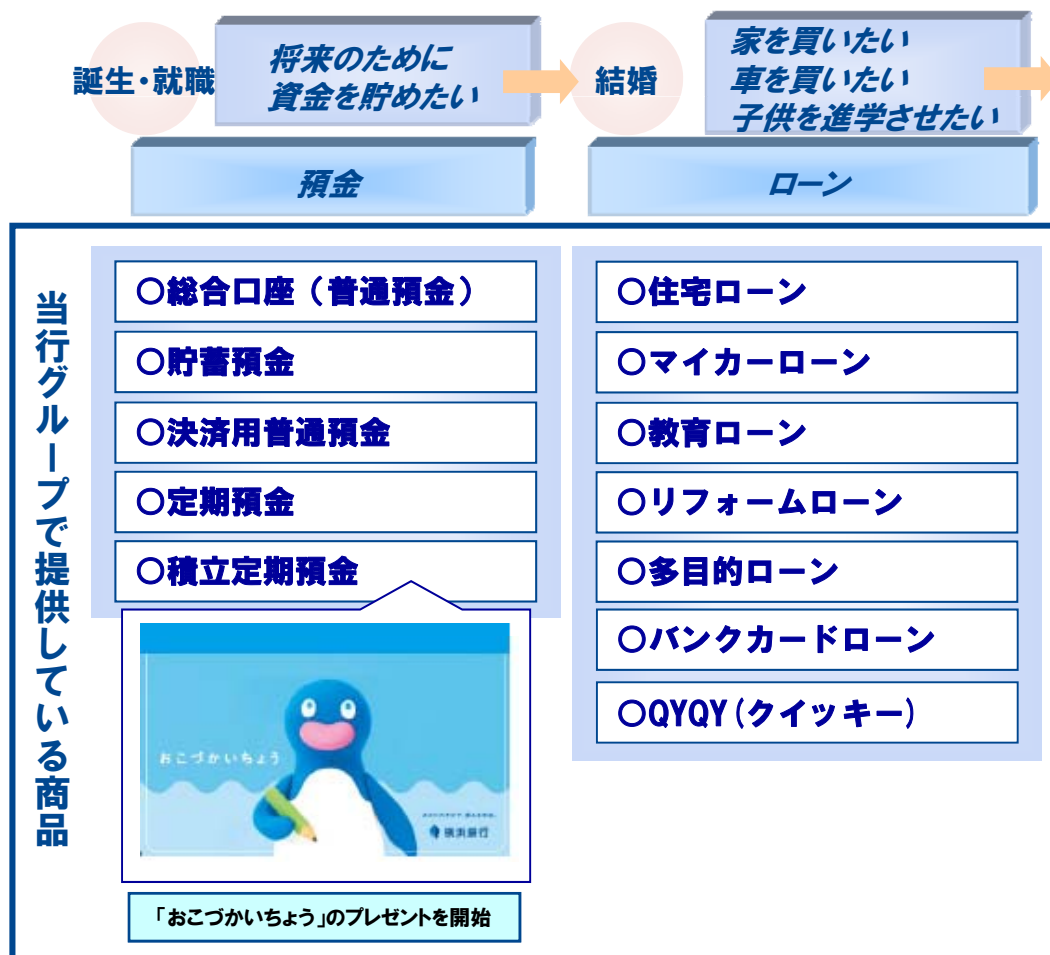 誕生・就職
将来のために
資金を貯めたい
結婚
家を買いたい
車を買いたい
子供を進学させたい
預金
ローン
当行グループで提供している商品
○総合口座（普通預金）
○貯蓄預金
○決済用普通預金
○定期預金
○積立定期預金
おこづかいちょう
横浜銀行
「おこづかいちょう」のプレゼントを開始
○住宅ローン
○マイカーローン
○教育ローン
○リフォームローン
○多目的ローン
○バンクカードローン
○QYQY(クイッキー)